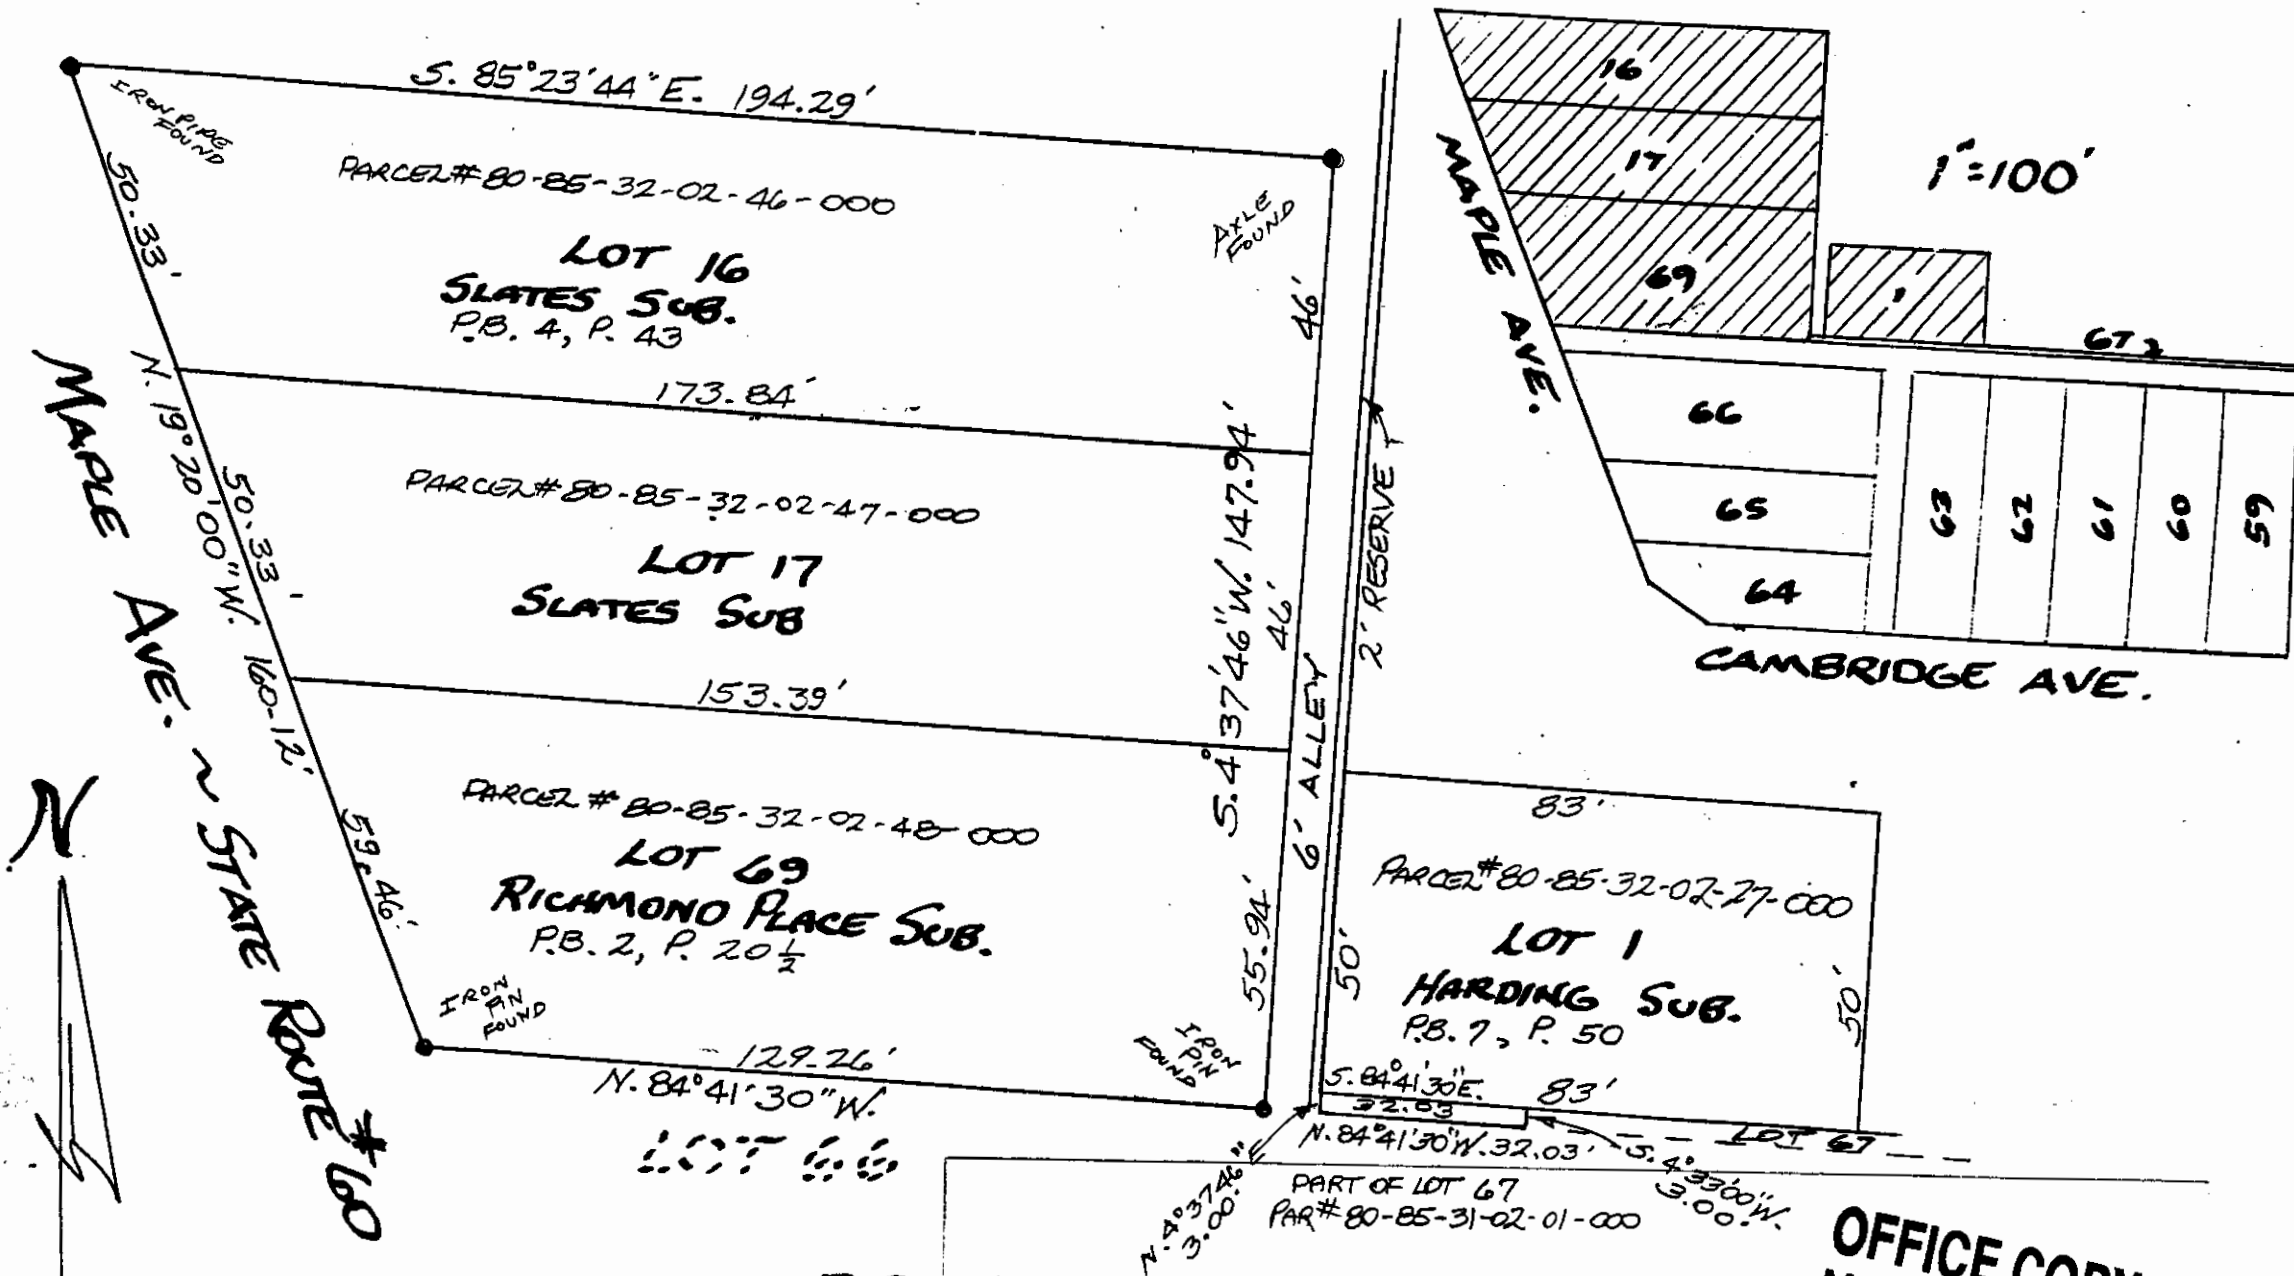 S. 85°23'44"E. 194.29'
IRON PIPE
FOUND
PARCEL# 80-85-32-02-46-000
LOT 16
SLATES SUB.
P.B. 4, P. 43
AXLE
FOUND
50.33'
46'
173.84'
N. 19°20'00"W. 160.12'
50.33'
PARCEL# 80-85-32-02-47-000
LOT 17
SLATES SUB
S. 4°37'46"W. 147.94'
46'
153.39'
MAPLE AVE. ~ STATE ROUTE #60
PARCEL # 80-85-32-02-48-000
LOT 69
RICHMOND PLACE SUB.
P.B. 2, P. 20 ½
59.46'
55.94'
IRON
PIN
FOUND
IRON
PIN
FOUND
129.26'
N. 84°41'30"W.
LOT 66
N
6' ALLEY
2' RESERVE
83'
PARCEL# 80-85-32-02-27-000
LOT 1
HARDING SUB.
P.B. 7, P. 50
50'
50'
S. 84°41'30"E. 83'
32.03
N. 84°41'30"W. 32.03'
LOT 67
S. 4°33'00"W.
3.00'
N. 4°37'46"E
3.00'
PART OF LOT 67
PAR# 80-85-31-02-01-000
16
17
69
1
1"=100'
MAPLE AVE.
67
66
65
64
63
62
61
60
59
CAMBRIDGE AVE.
OFFICE COPY